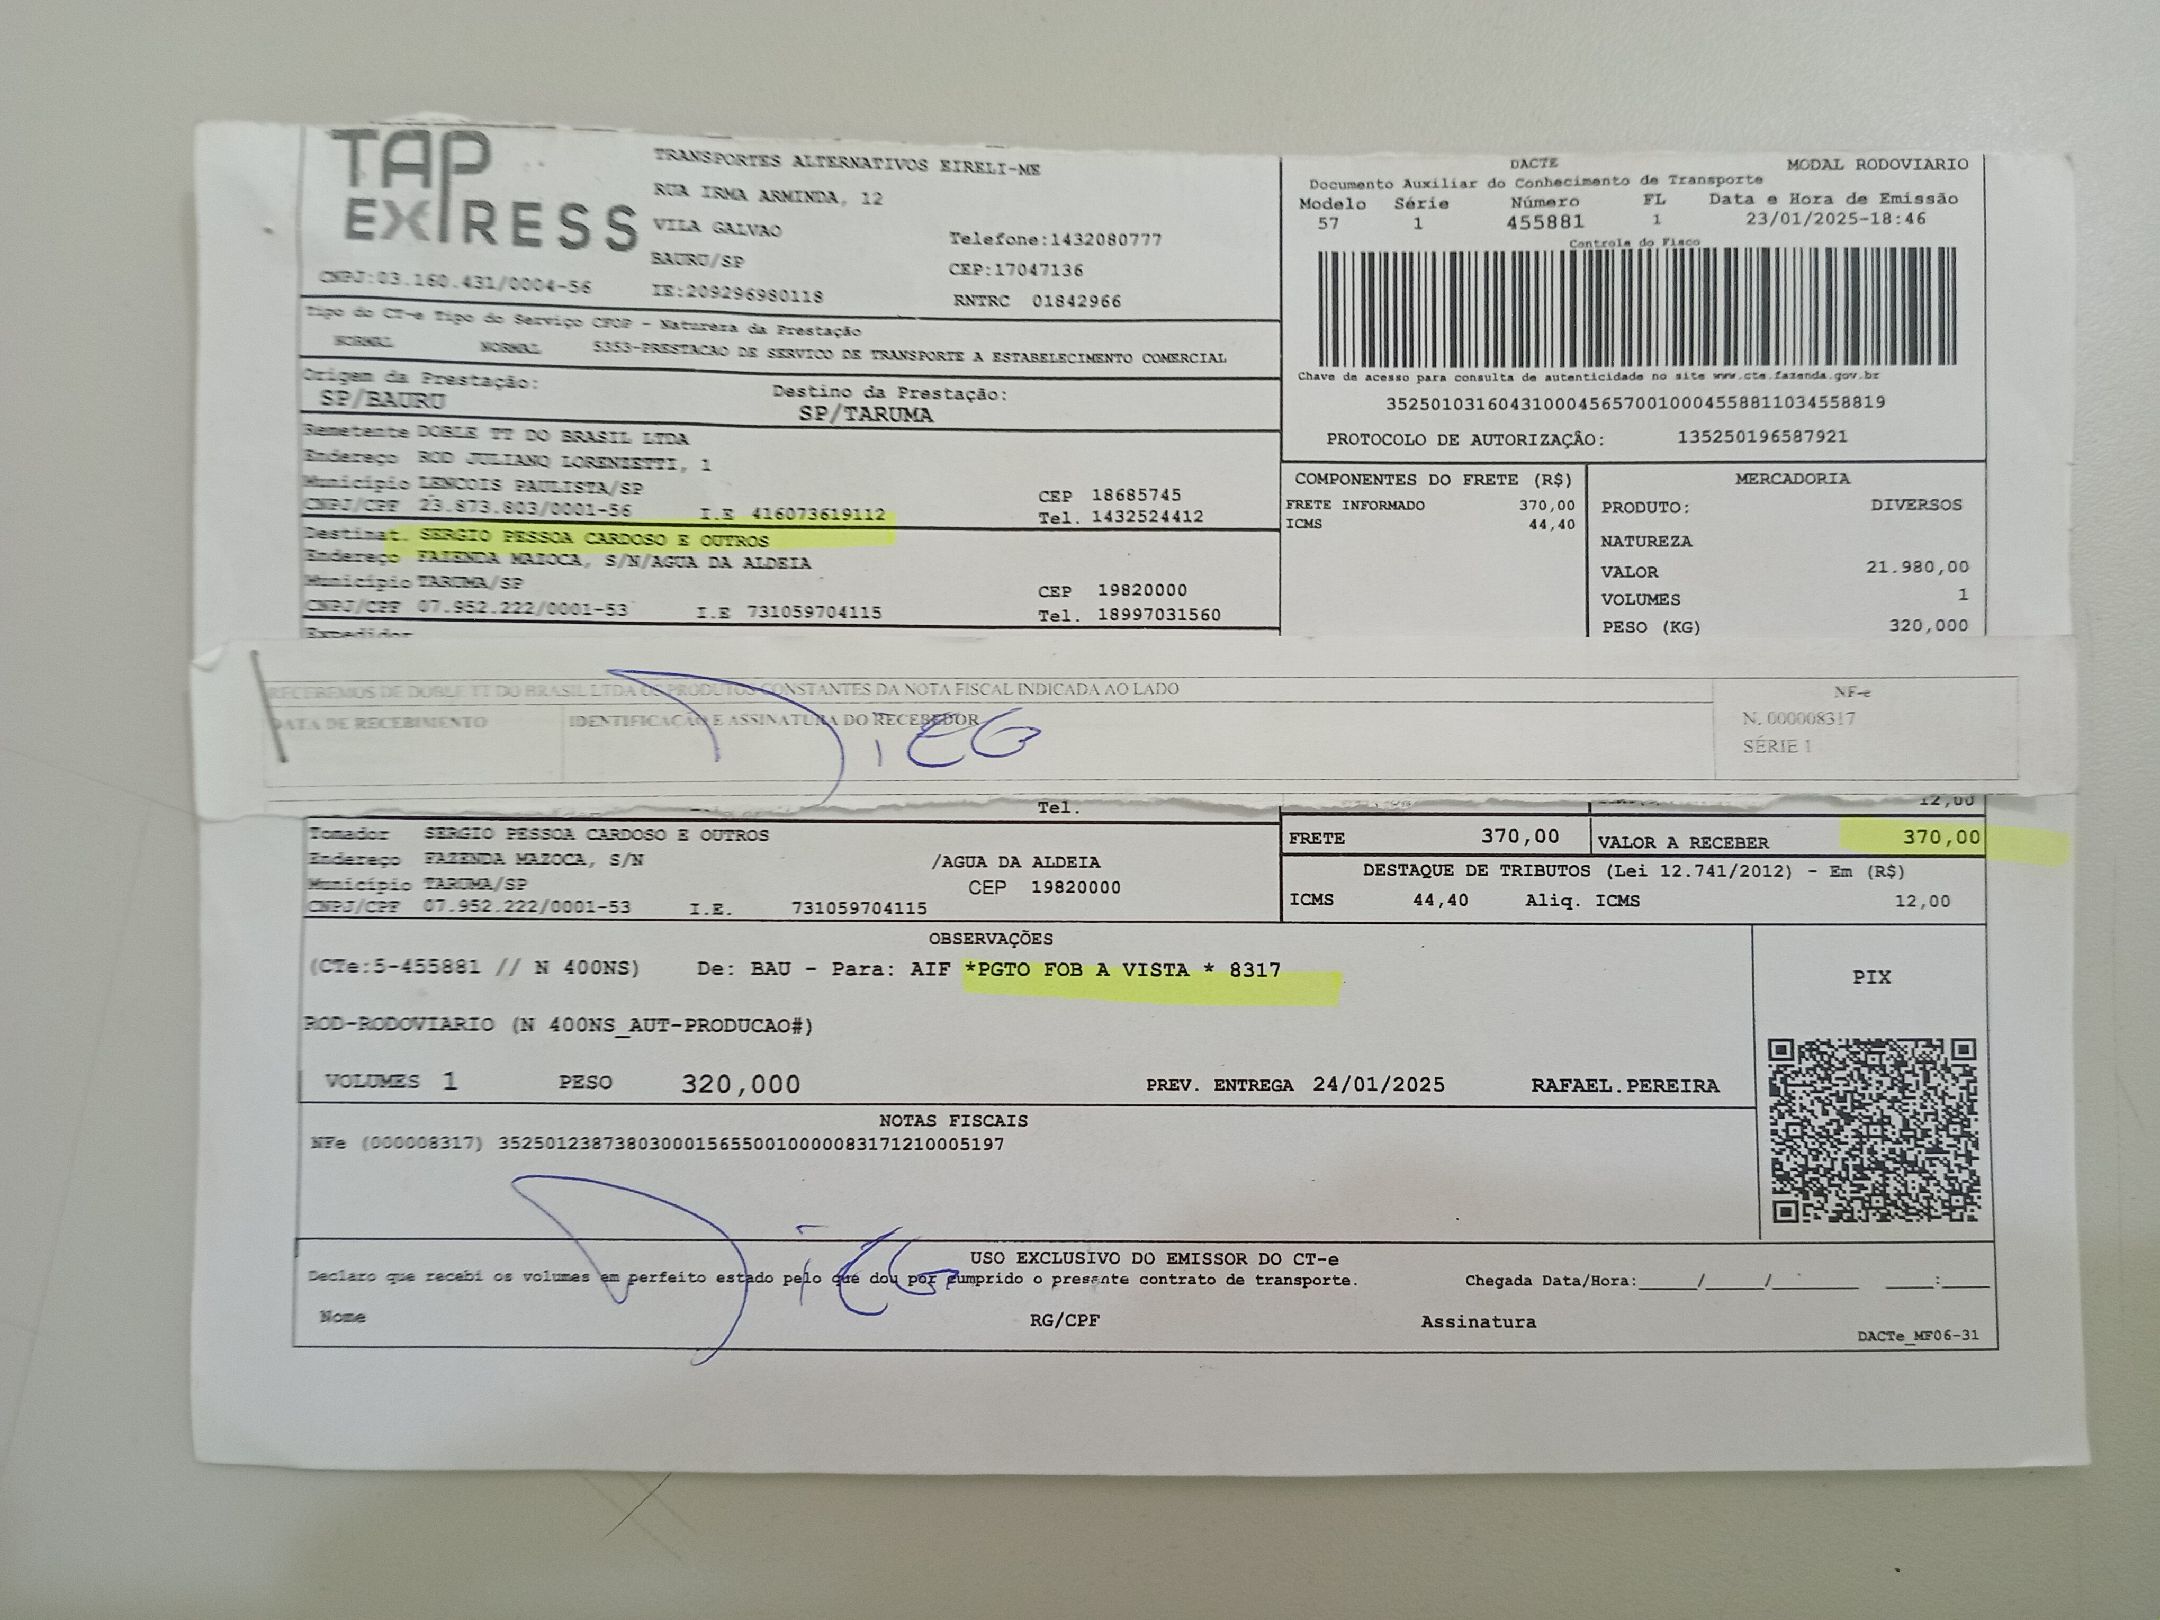 TAP EXPRESS
TRANSPORTES ALTERNATIVOS EIRELI-ME
RUA IRMA ARMINDA, 12
VILA GALVAO
Telefone:1432080777
BAURU/SP
CEP:17047136
CNPJ:03.160.431/0004-56
IE:209296980118
RNTRC 01842966
Tipo do CT-e Tipo do Serviço CFOP - Natureza da Prestação
NORMAL NORMAL 5353-PRESTACAO DE SERVICO DE TRANSPORTE A ESTABELECIMENTO COMERCIAL
Origem da Prestação: Destino da Prestação:
SP/BAURU SP/TARUMA
Remetente DOBLE TT DO BRASIL LTDA
Endereço ROD JULIANO LORENZETTI, 1
Município LENCOIS PAULISTA/SP CEP 18685745
CNPJ/CPF 23.873.803/0001-56 I.E 416073619112 Tel. 1432524412
Destinat. SERGIO PESSOA CARDOSO E OUTROS
Endereço FAZENDA MAZOCA, S/N/AGUA DA ALDEIA
Município TARUMA/SP CEP 19820000
CNPJ/CPF 07.952.222/0001-53 I.E 731059704115 Tel. 18997031560
Expedidor
DACTE MODAL RODOVIARIO
Documento Auxiliar do Conhecimento de Transporte
Modelo Série Número FL Data e Hora de Emissão
57 1 455881 1 23/01/2025-18:46
Controle do Fisco
Chave de acesso para consulta de autenticidade no site www.cte.fazenda.gov.br
35250103160431000456570010004558811034558819
PROTOCOLO DE AUTORIZAÇÃO: 135250196587921
COMPONENTES DO FRETE (R$)
FRETE INFORMADO 370,00
ICMS 44,40
MERCADORIA
PRODUTO: DIVERSOS
NATUREZA
VALOR 21.980,00
VOLUMES 1
PESO (KG) 320,000
RECEBEMOS DE DOBLE TT DO BRASIL LTDA OS PRODUTOS CONSTANTES DA NOTA FISCAL INDICADA AO LADO
DATA DE RECEBIMENTO IDENTIFICAÇÃO E ASSINATURA DO RECEBEDOR
NF-e
N. 000008317
SÉRIE 1
Tel.
12,00
Tomador SERGIO PESSOA CARDOSO E OUTROS
Endereço FAZENDA MAZOCA, S/N /AGUA DA ALDEIA
Município TARUMA/SP CEP 19820000
CNPJ/CPF 07.952.222/0001-53 I.E. 731059704115
FRETE 370,00 VALOR A RECEBER 370,00
DESTAQUE DE TRIBUTOS (Lei 12.741/2012) - Em (R$)
ICMS 44,40 Aliq. ICMS 12,00
OBSERVAÇÕES
(CTe:5-455881 // N 400NS) De: BAU - Para: AIF *PGTO FOB A VISTA * 8317
ROD-RODOVIARIO (N 400NS_AUT-PRODUCAO#)
VOLUMES 1 PESO 320,000 PREV. ENTREGA 24/01/2025 RAFAEL.PEREIRA
PIX
NOTAS FISCAIS
NFe (000008317) 35250123873803000156550010000083171210005197
USO EXCLUSIVO DO EMISSOR DO CT-e
Declaro que recebi os volumes em perfeito estado pelo que dou por cumprido o presente contrato de transporte. Chegada Data/Hora:____/____/______ ___:___
Nome RG/CPF Assinatura
DACTe_MF06-31